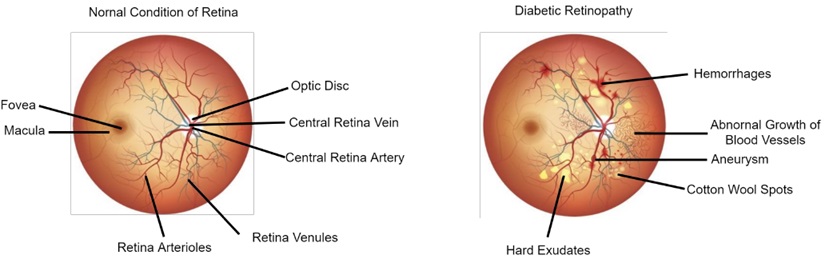 Nornal Condition of Retina
Optic Disc
Fovea
Central Retina Vein
Macula
Central Retina Artery
Retina Venules
Retina Arterioles
Diabetic Retinopathy
Hemorrhages
Abnornal Growth of
Blood Vessels
Aneurysm
Cotton Wool Spots
Hard Exudates